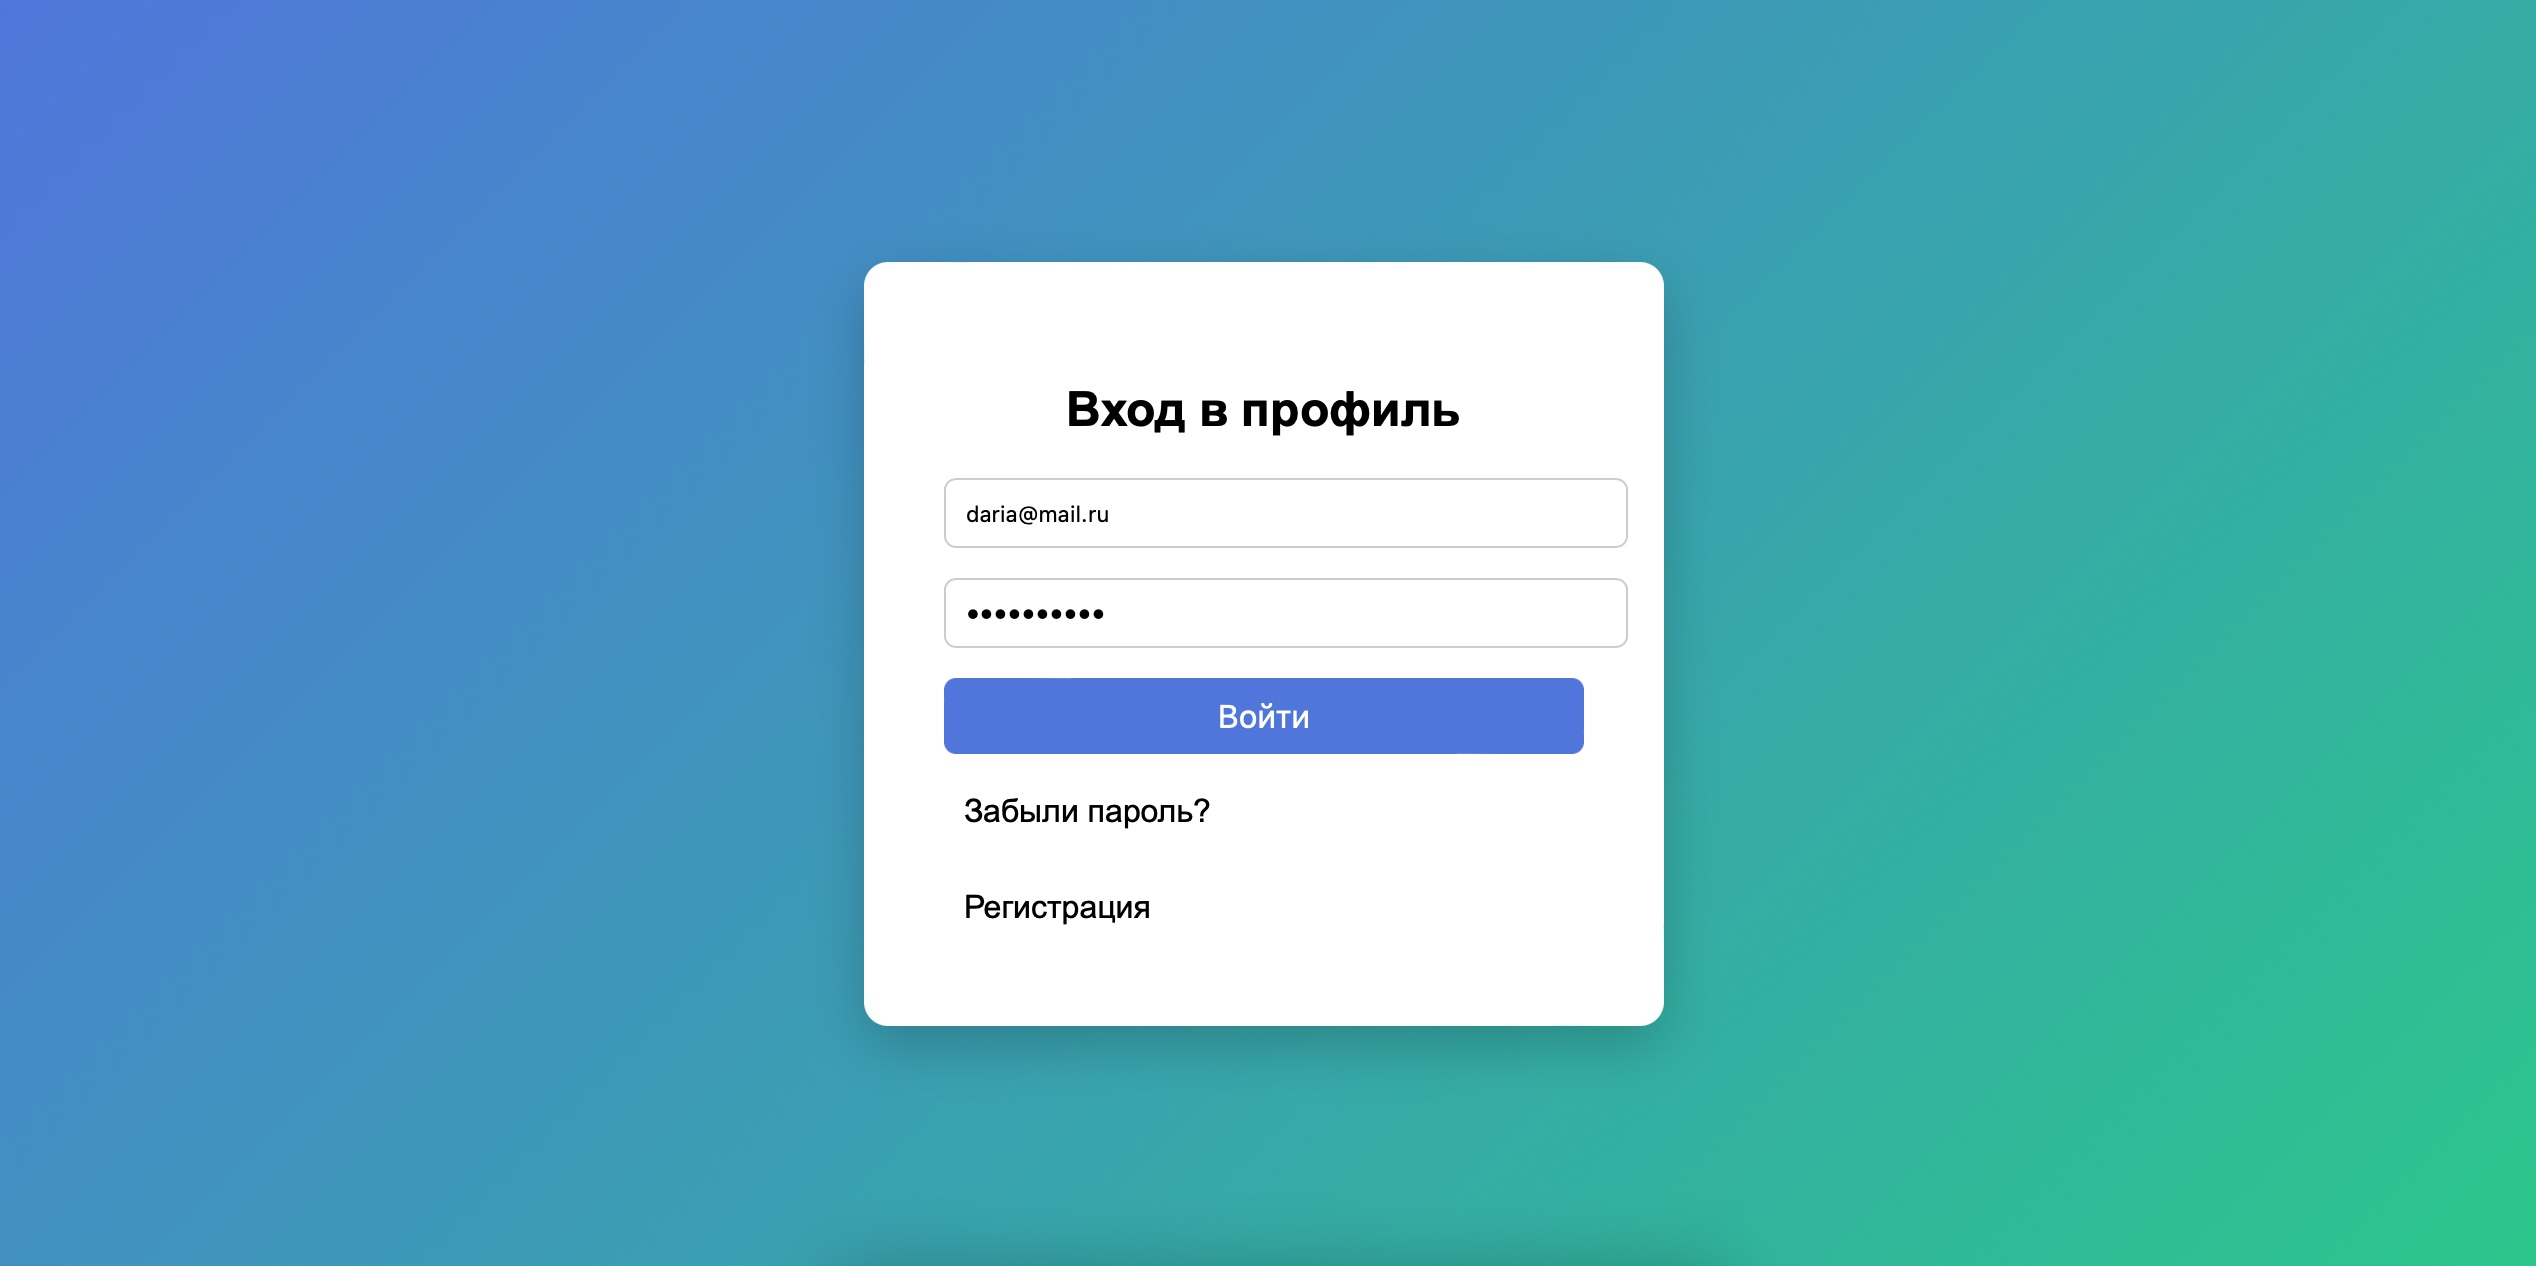 Вход в профиль
daria@mail.ru
••••••••••
Войти
Забыли пароль?
Регистрация